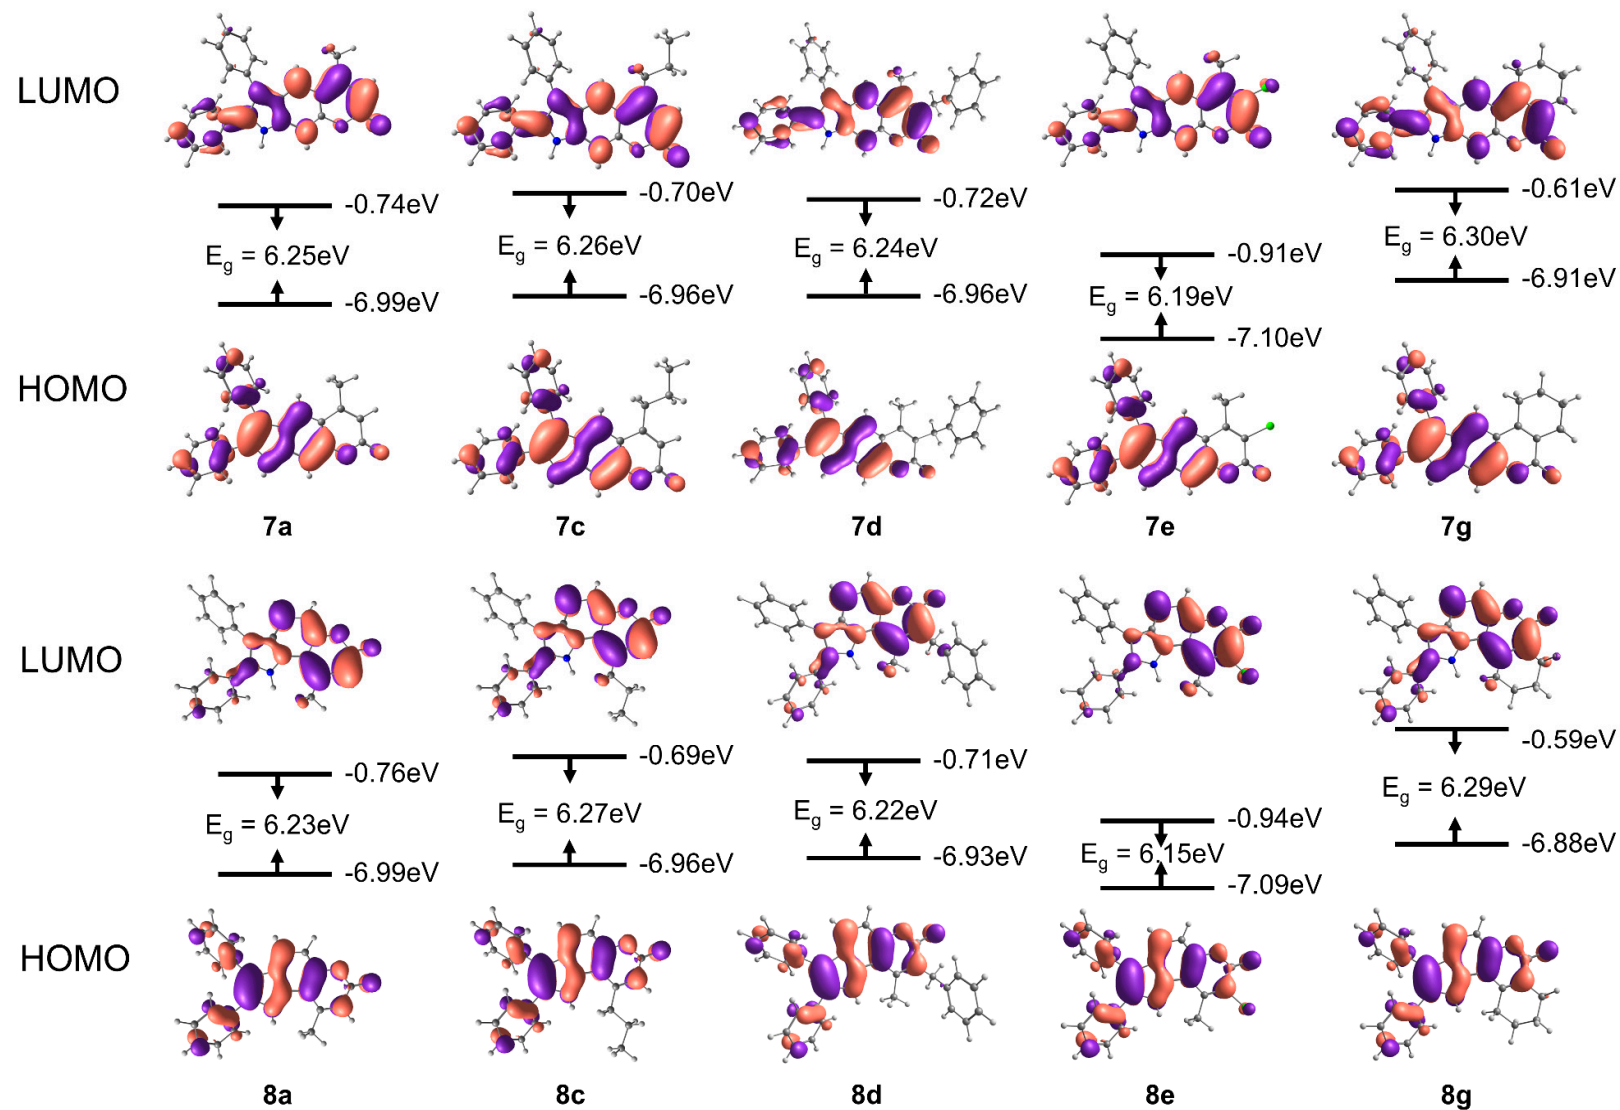 LUMO
-0.74eV
-0.70eV
-0.72eV
-0.91eV
-0.61eV
Eg = 6.25eV
Eg = 6.26eV
Eg = 6.24eV
Eg = 6.19eV
Eg = 6.30eV
-6.99eV
-6.96eV
-6.96eV
-7.10eV
-6.91eV
HOMO
7a
7c
7d
7e
7g
LUMO
-0.76eV
-0.69eV
-0.71eV
-0.94eV
-0.59eV
Eg = 6.23eV
Eg = 6.27eV
Eg = 6.22eV
Eg = 6.15eV
Eg = 6.29eV
-6.99eV
-6.96eV
-6.93eV
-7.09eV
-6.88eV
HOMO
8a
8c
8d
8e
8g